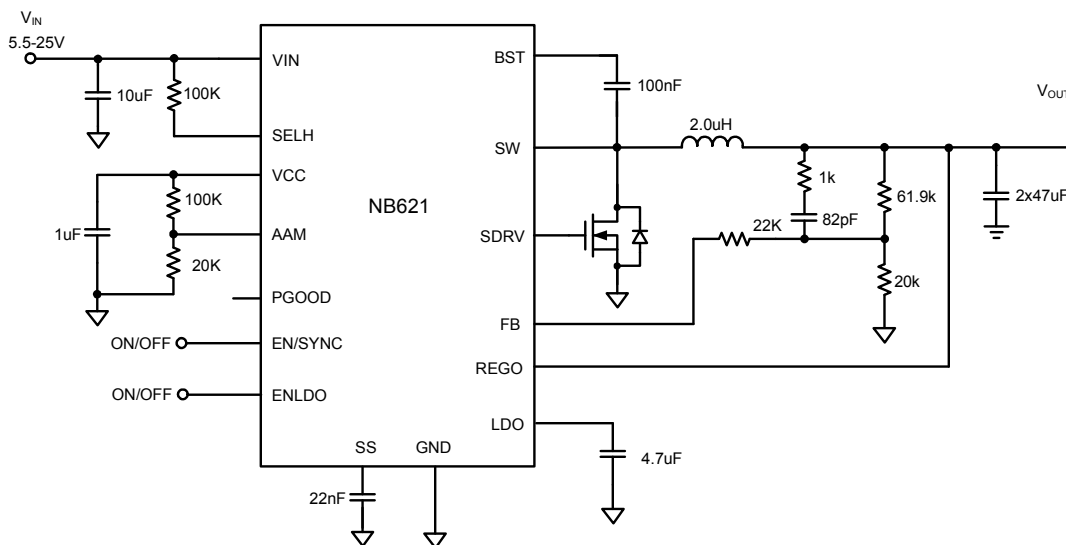 V_IN
5.5-25V
10uF
100K
VIN
SELH
VCC
100K
1uF
AAM
20K
PGOOD
ON/OFF
EN/SYNC
ON/OFF
ENLDO
NB621
SS
GND
22nF
BST
100nF
SW
2.0uH
V_OUT
1k
61.9k
2x47uF
82pF
SDRV
22K
20k
FB
REGO
LDO
4.7uF